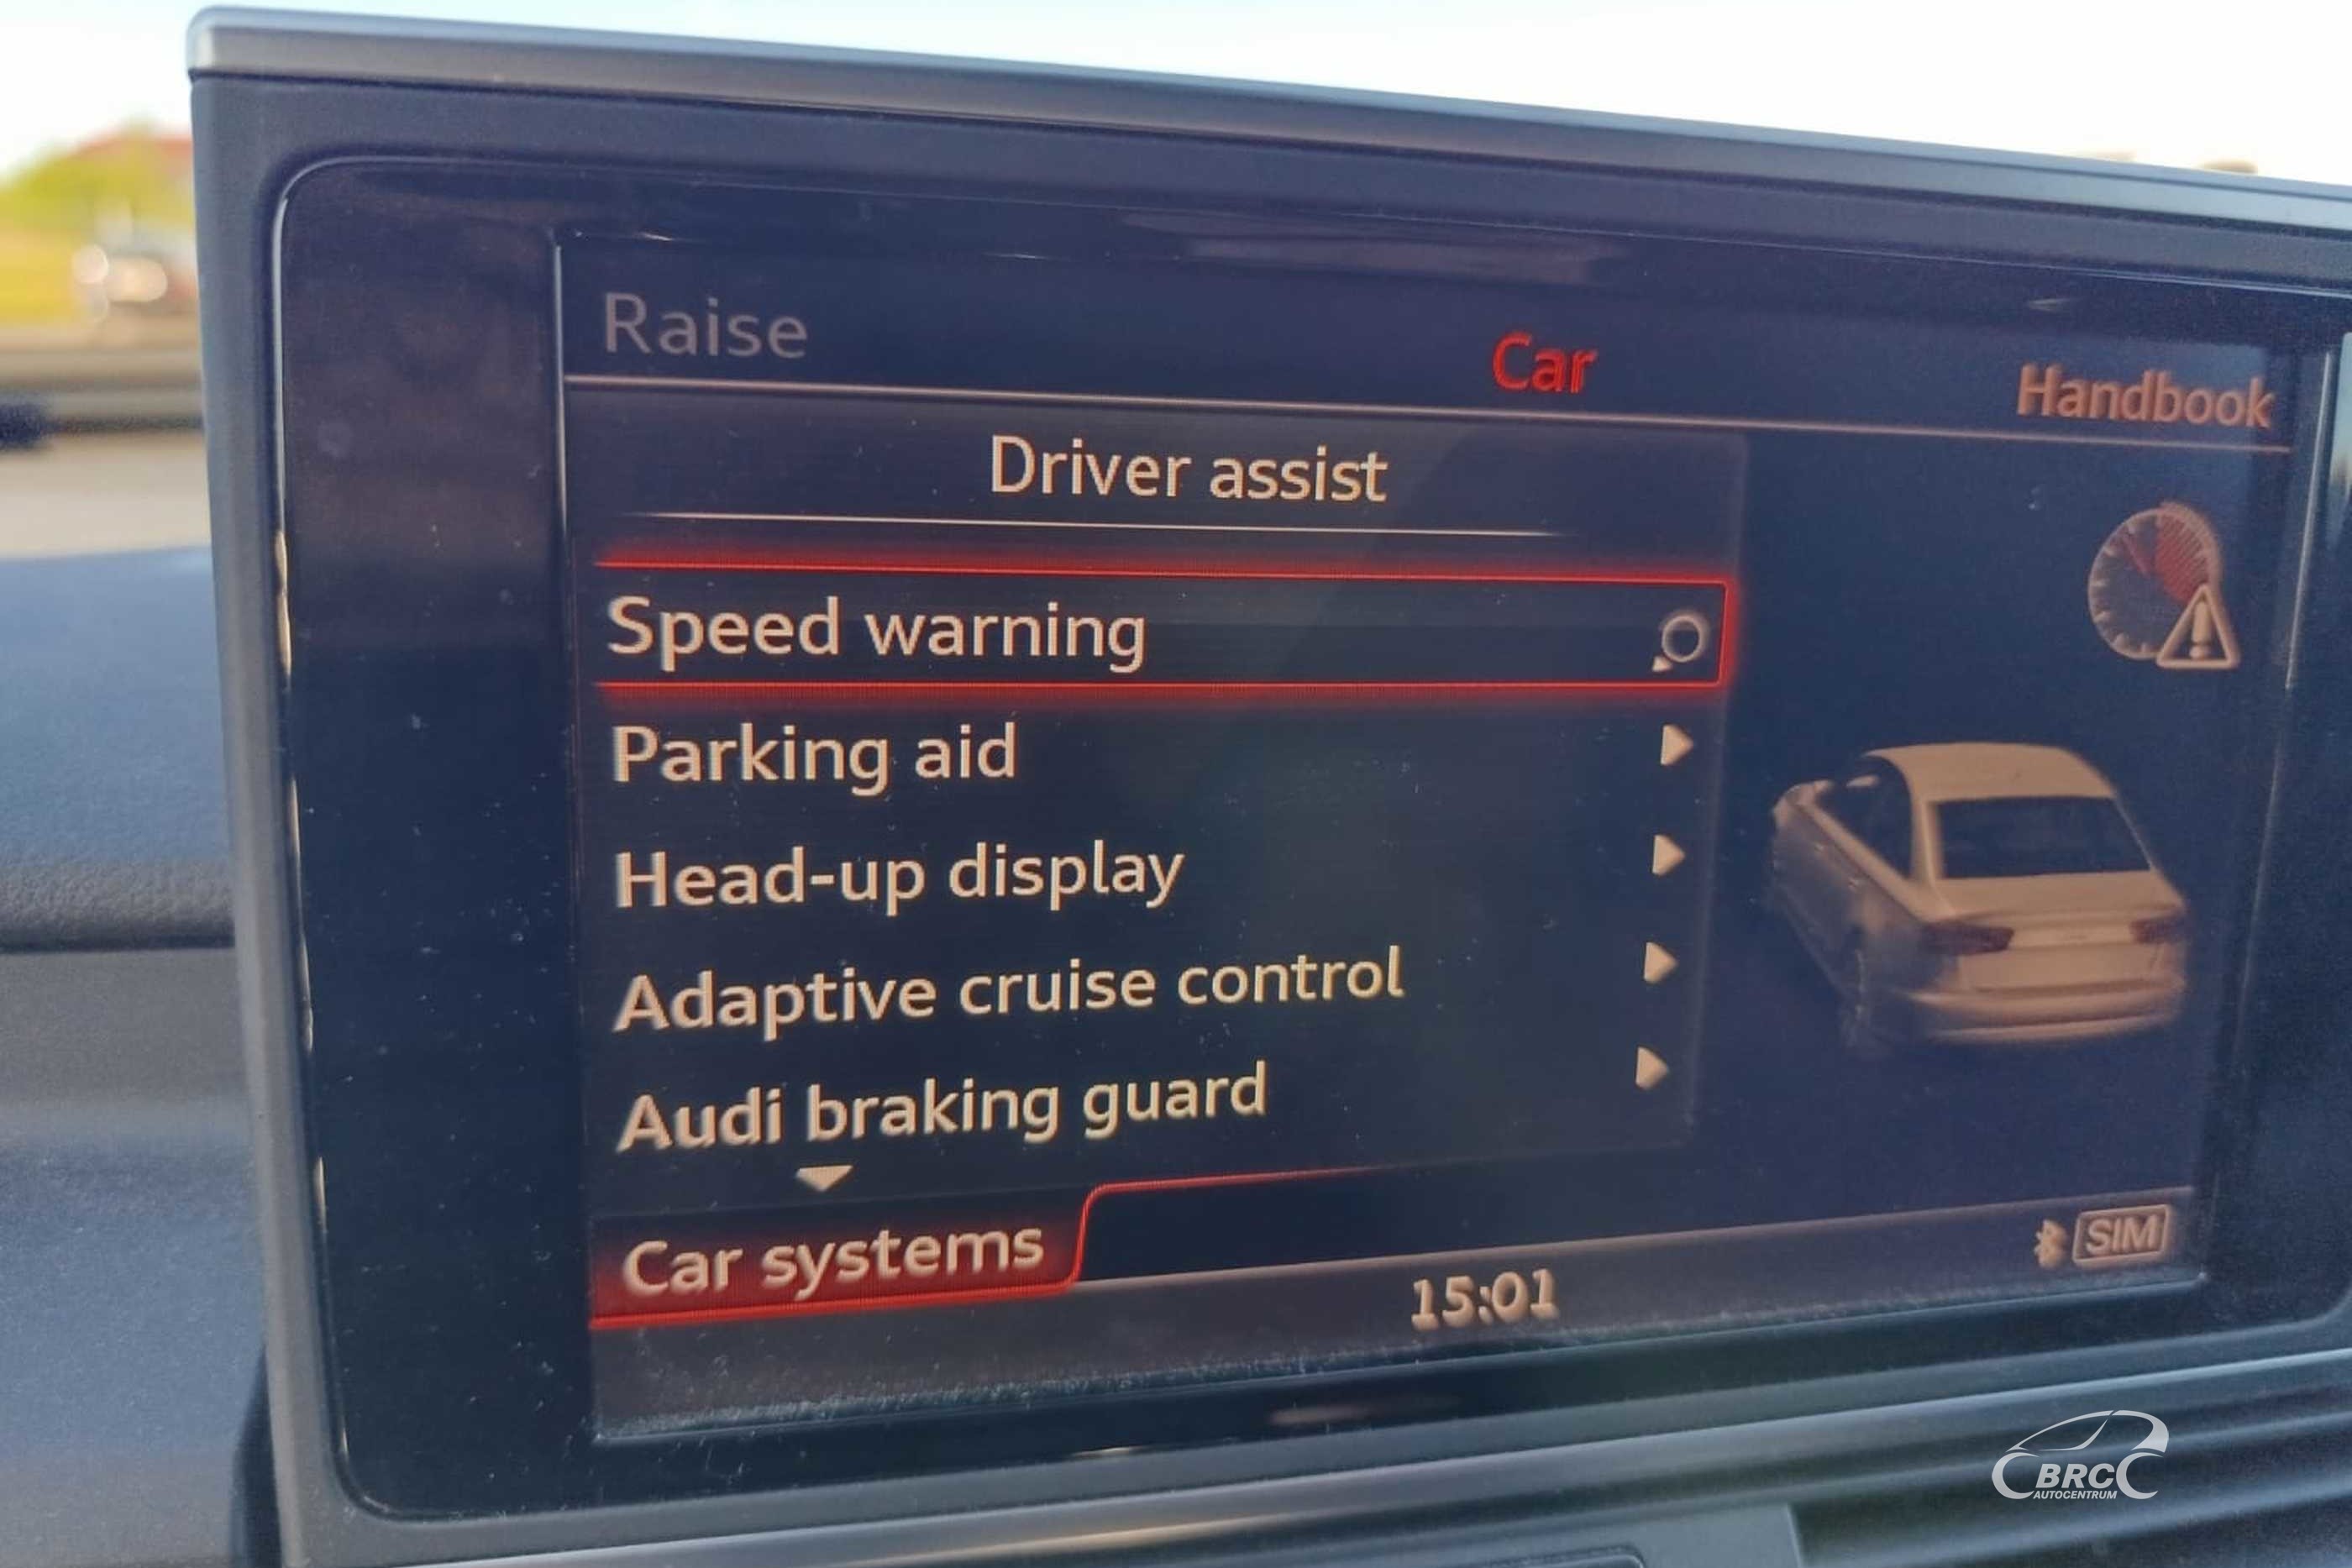 Raise
Car
Handbook
Driver assist
Speed warning
Parking aid
Head-up display
Adaptive cruise control
Audi braking guard
Car systems
15:01
SIM
BRC
AUTOCENTRUM